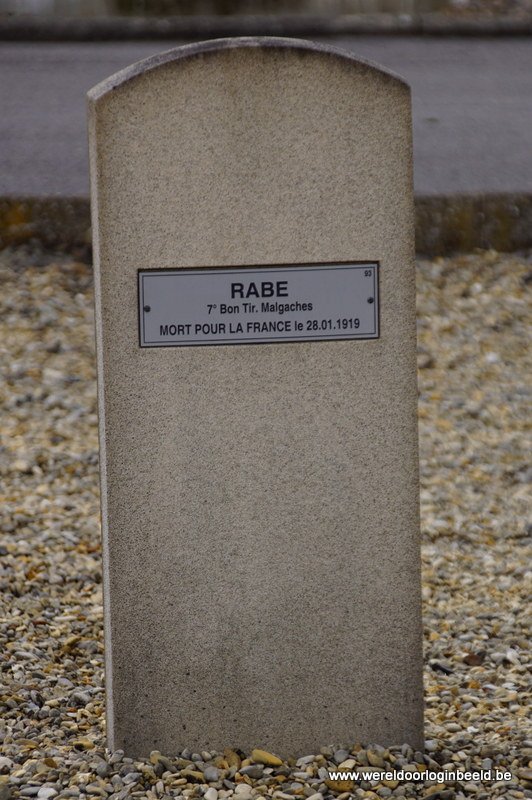 93
RABE
7° Bon Tir. Malgaches
MORT POUR LA FRANCE le 28.01.1919
www.wereldoorloginbeeld.be